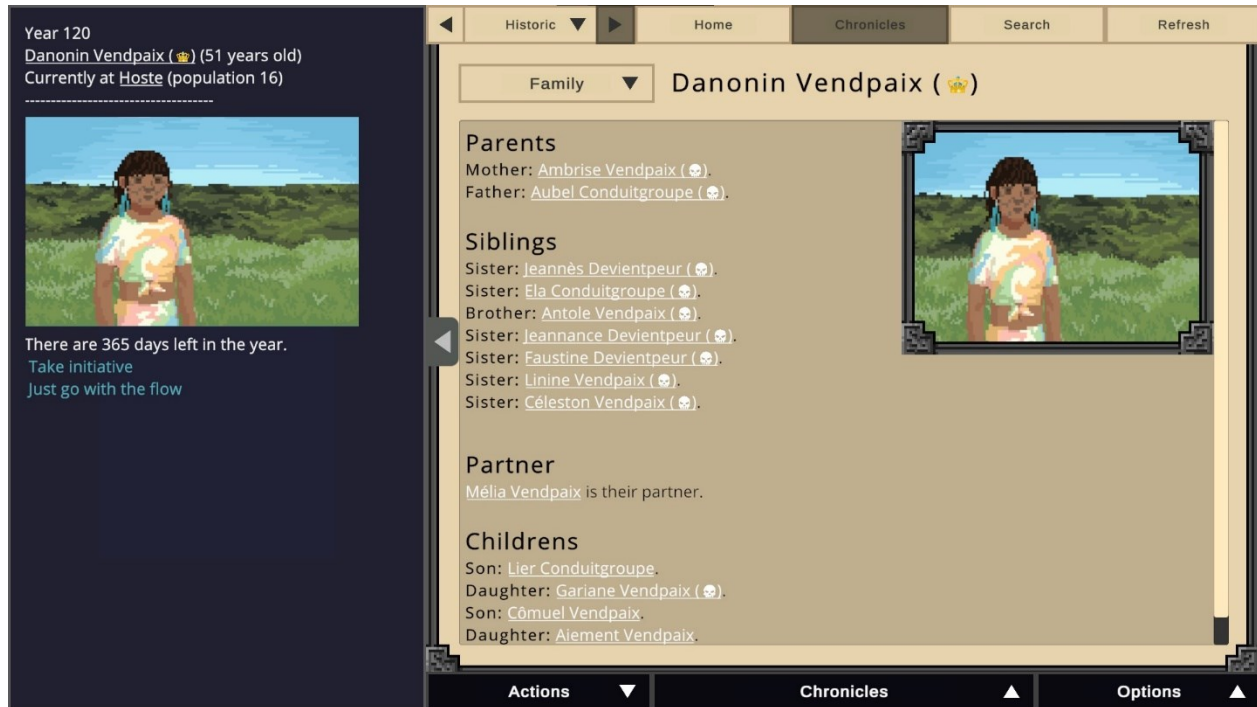 Year 120
Danonin Vendpaix ( ) (51 years old)
Currently at Hoste (population 16)
------------------------------------
There are 365 days left in the year.
Take initiative
Just go with the flow
Historic
Home
Chronicles
Search
Refresh
Family
Danonin Vendpaix ( )
Parents
Mother: Ambrise Vendpaix ( ).
Father: Aubel Conduitgroupe ( ).
Siblings
Sister: Jeannès Devientpeur ( ).
Sister: Ela Conduitgroupe ( ).
Brother: Antole Vendpaix ( ).
Sister: Jeannance Devientpeur ( ).
Sister: Faustine Devientpeur ( ).
Sister: Linine Vendpaix ( ).
Sister: Céleston Vendpaix ( ).
Partner
Mélia Vendpaix is their partner.
Childrens
Son: Lier Conduitgroupe.
Daughter: Gariane Vendpaix ( ).
Son: Cômuel Vendpaix.
Daughter: Aiement Vendpaix.
Actions
Chronicles
Options